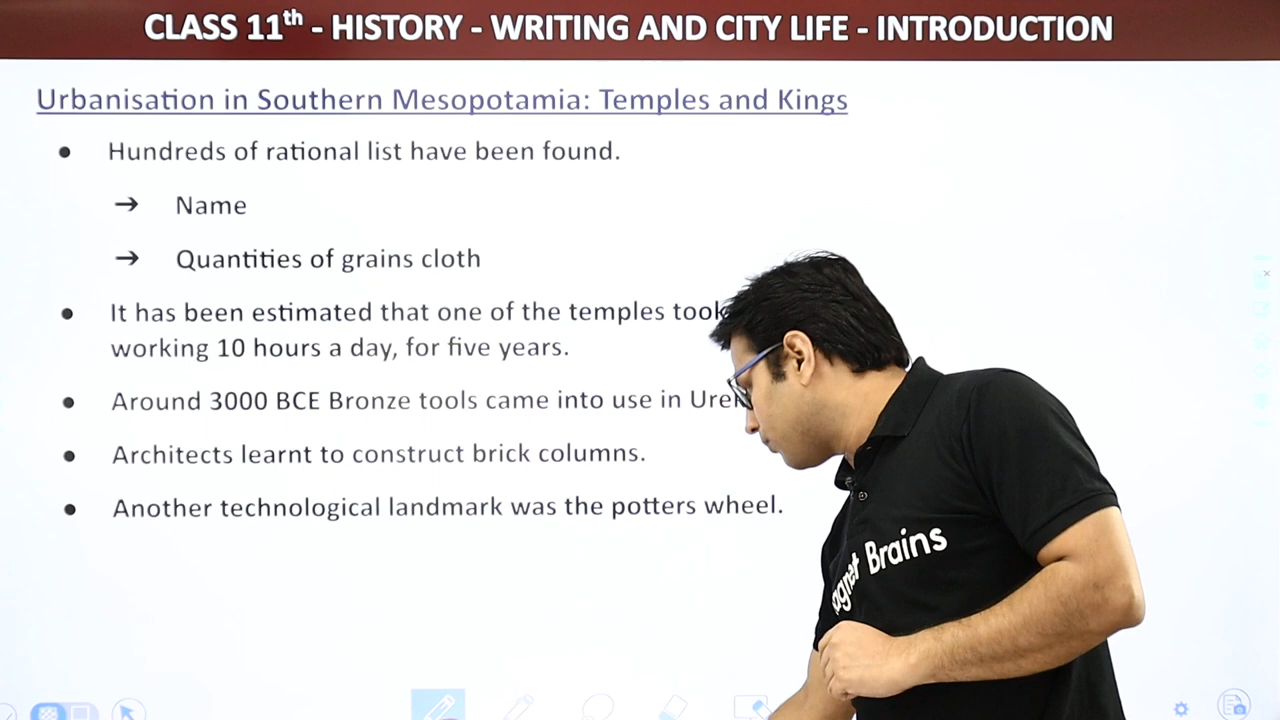 CLASS 11th - HISTORY - WRITING AND CITY LIFE - INTRODUCTION
Urbanisation in Southern Mesopotamia: Temples and Kings
● Hundreds of rational list have been found.
➔ Name
➔ Quantities of grains cloth
● It has been estimated that one of the temples took
working 10 hours a day, for five years.
● Around 3000 BCE Bronze tools came into use in
● Architects learnt to construct brick columns.
● Another technological landmark was the potters wheel.
Brains